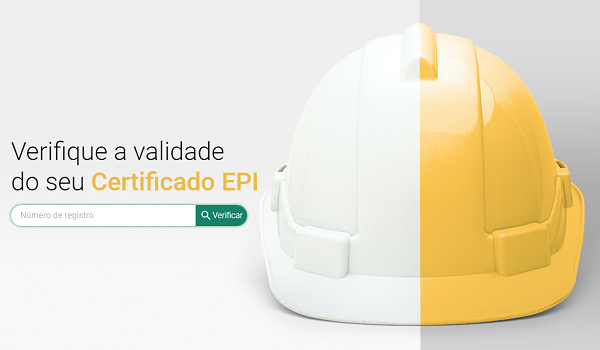 Verifique a validade
do seu Certificado EPI
Número de registro
Verificar